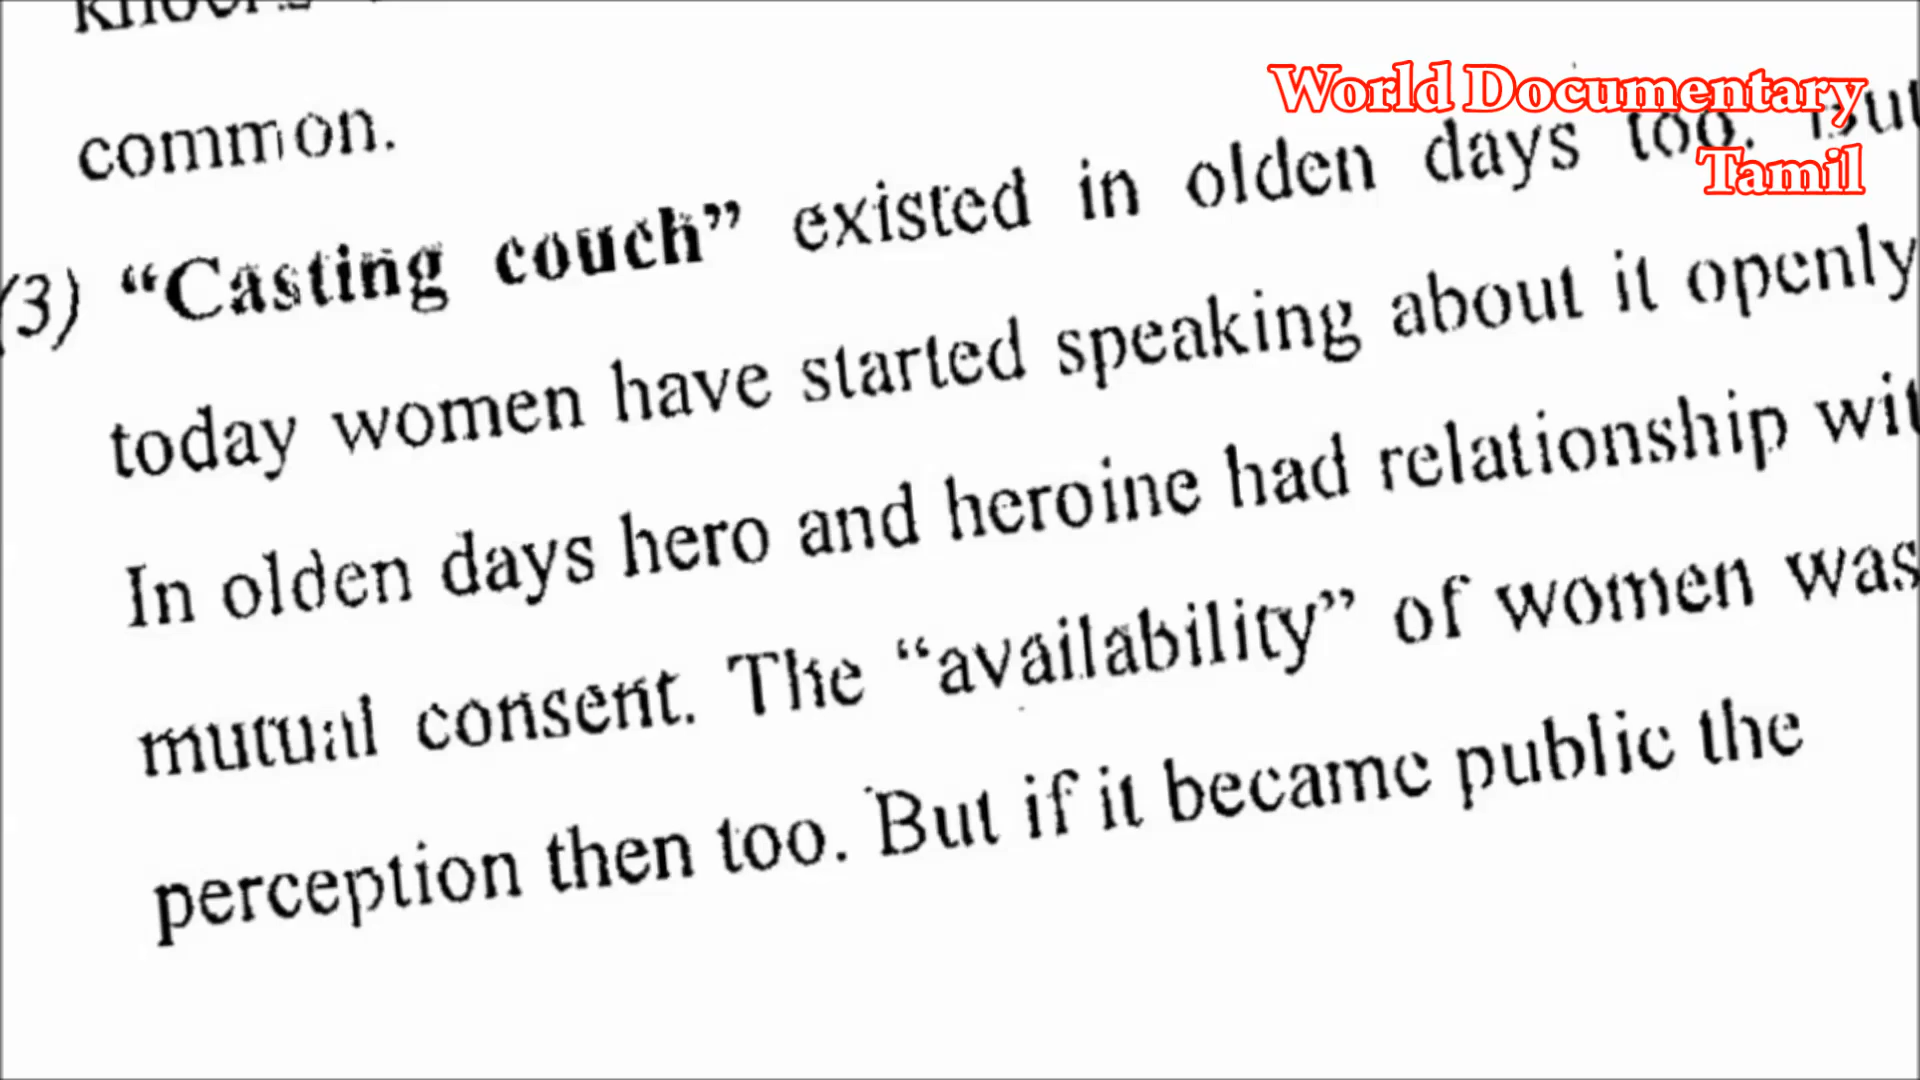 common.
World Documentary
Tamil
(3) “Casting couch” existed in olden days too. But
today women have started speaking about it openly
In olden days hero and heroine had relationship
mutual consent. The “availability” of women was
perception then too. But if it became public the